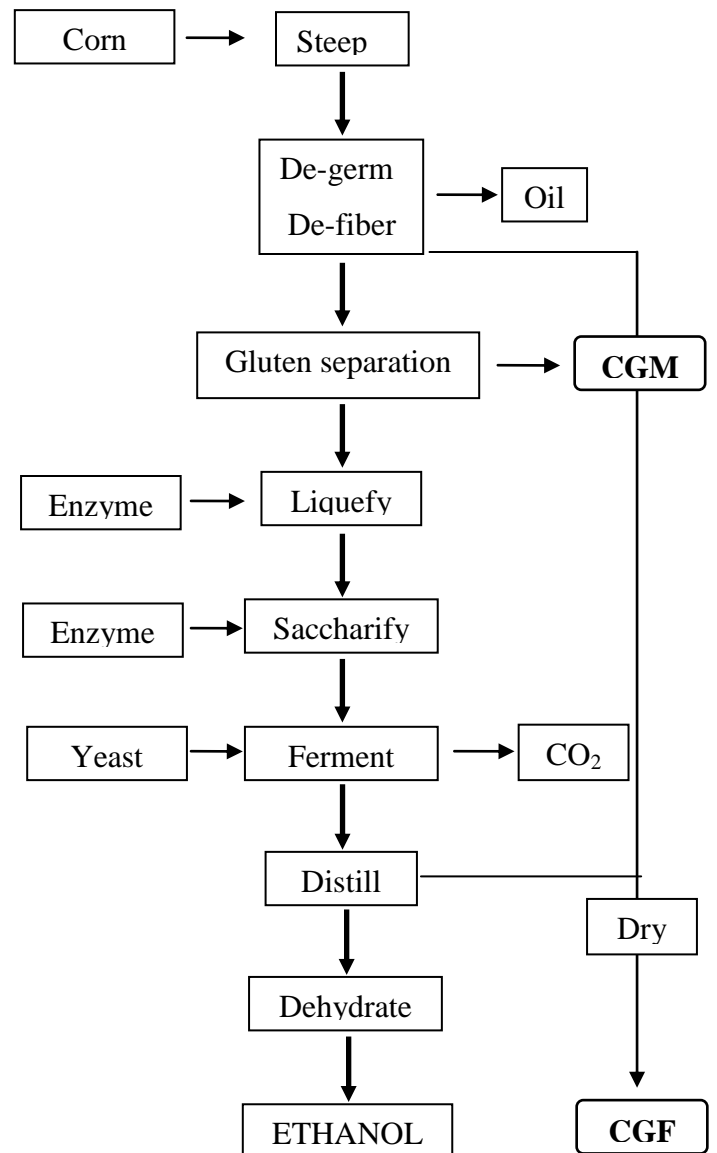 Corn
Steep
De-germ
De-fiber
Oil
Gluten separation
CGM
Enzyme
Liquefy
Enzyme
Saccharify
Yeast
Ferment
CO₂
Distill
Dry
Dehydrate
ETHANOL
CGF